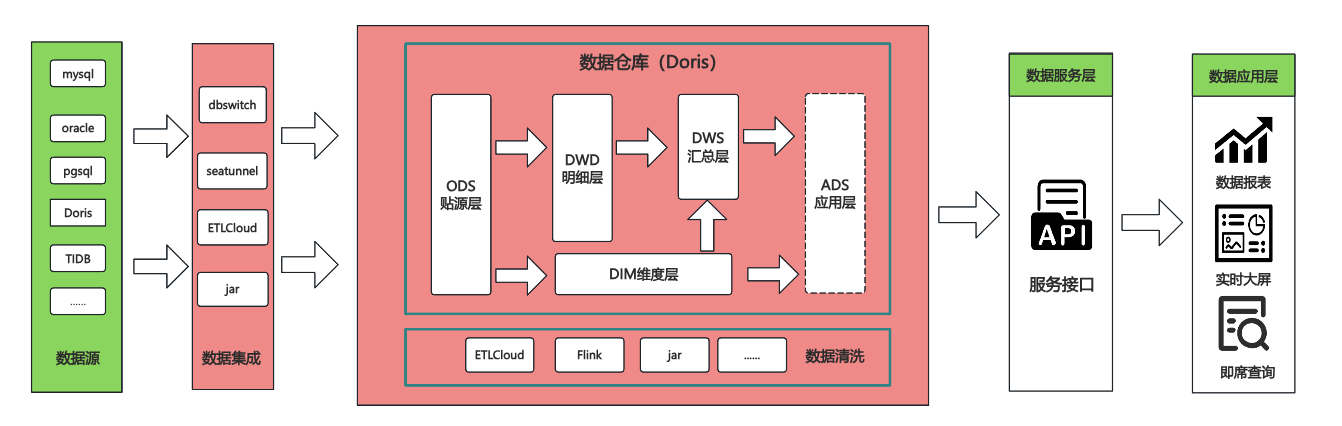 mysql
oracle
pgsql
Doris
TIDB
......
数据源
dbswitch
seatunnel
ETLCloud
jar
数据集成
数据仓库（Doris）
ODS
贴源层
DWD
明细层
DWS
汇总层
ADS
应用层
DIM维度层
ETLCloud
Flink
jar
......
数据清洗
数据服务层
API
服务接口
数据应用层
数据报表
实时大屏
即席查询